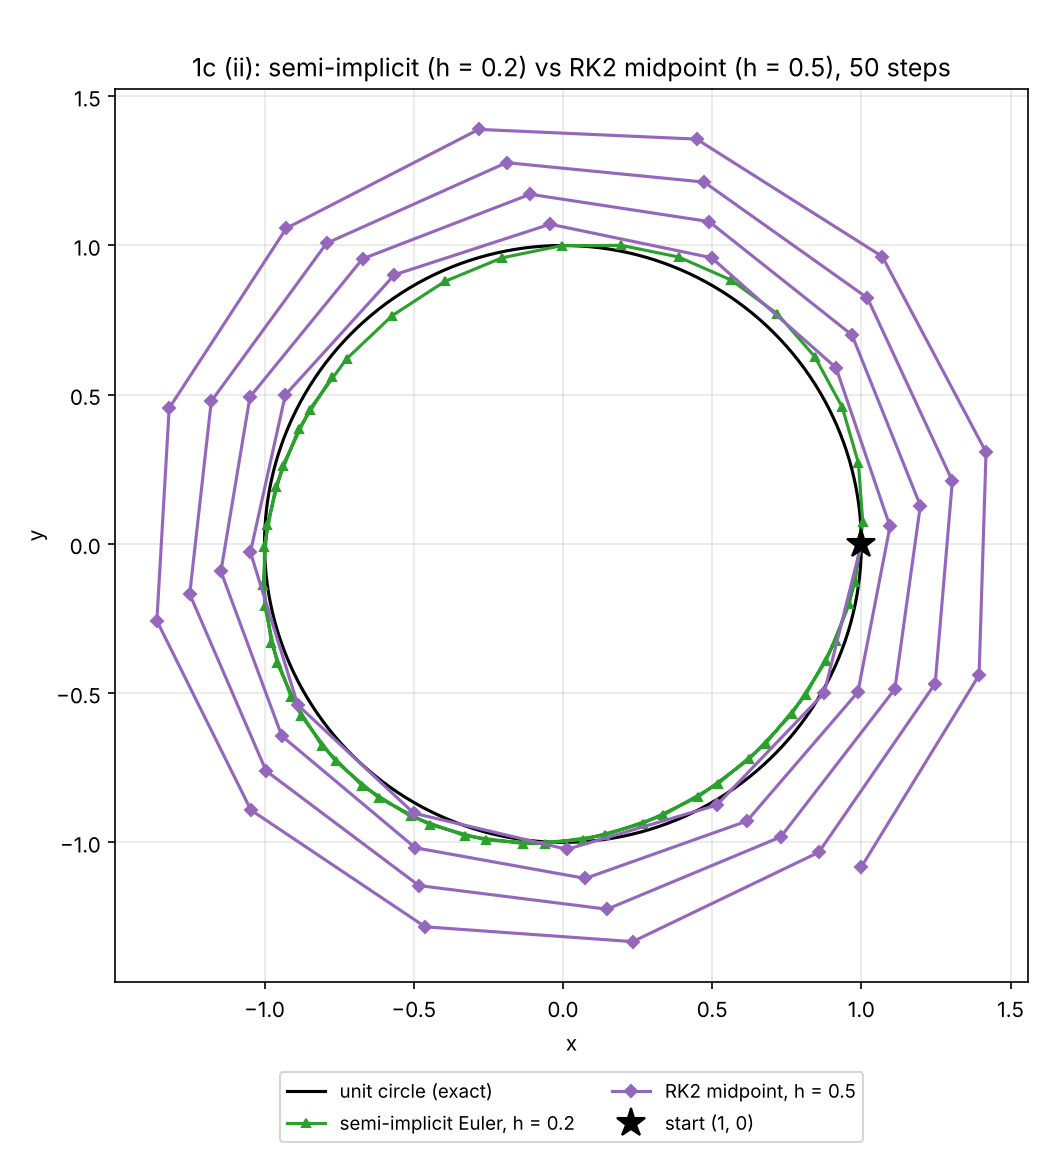 1c (ii): semi-implicit (h = 0.2) vs RK2 midpoint (h = 0.5), 50 steps
1.5
1.0
0.5
0.0
−0.5
−1.0
y
−1.0 −0.5 0.0 0.5 1.0 1.5
x
unit circle (exact)
semi-implicit Euler, h = 0.2
RK2 midpoint, h = 0.5
start (1, 0)